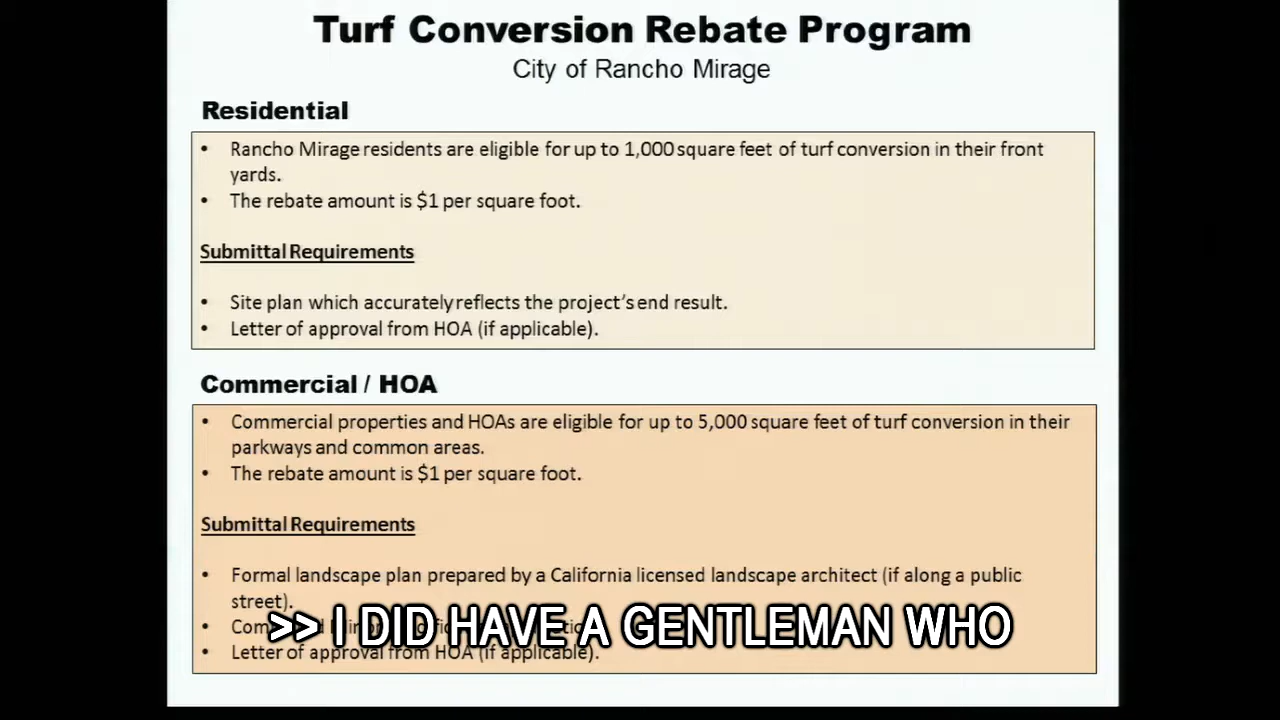 Turf Conversion Rebate Program
City of Rancho Mirage
Residential
• Rancho Mirage residents are eligible for up to 1,000 square feet of turf conversion in their front
yards.
• The rebate amount is $1 per square foot.
Submittal Requirements
• Site plan which accurately reflects the project's end result.
• Letter of approval from HOA (if applicable).
Commercial / HOA
• Commercial properties and HOAs are eligible for up to 5,000 square feet of turf conversion in their
parkways and common areas.
• The rebate amount is $1 per square foot.
Submittal Requirements
• Formal landscape plan prepared by a California licensed landscape architect (if along a public
street).
>> I DID HAVE A GENTLEMAN WHO
• Letter of approval from HOA (if applicable).